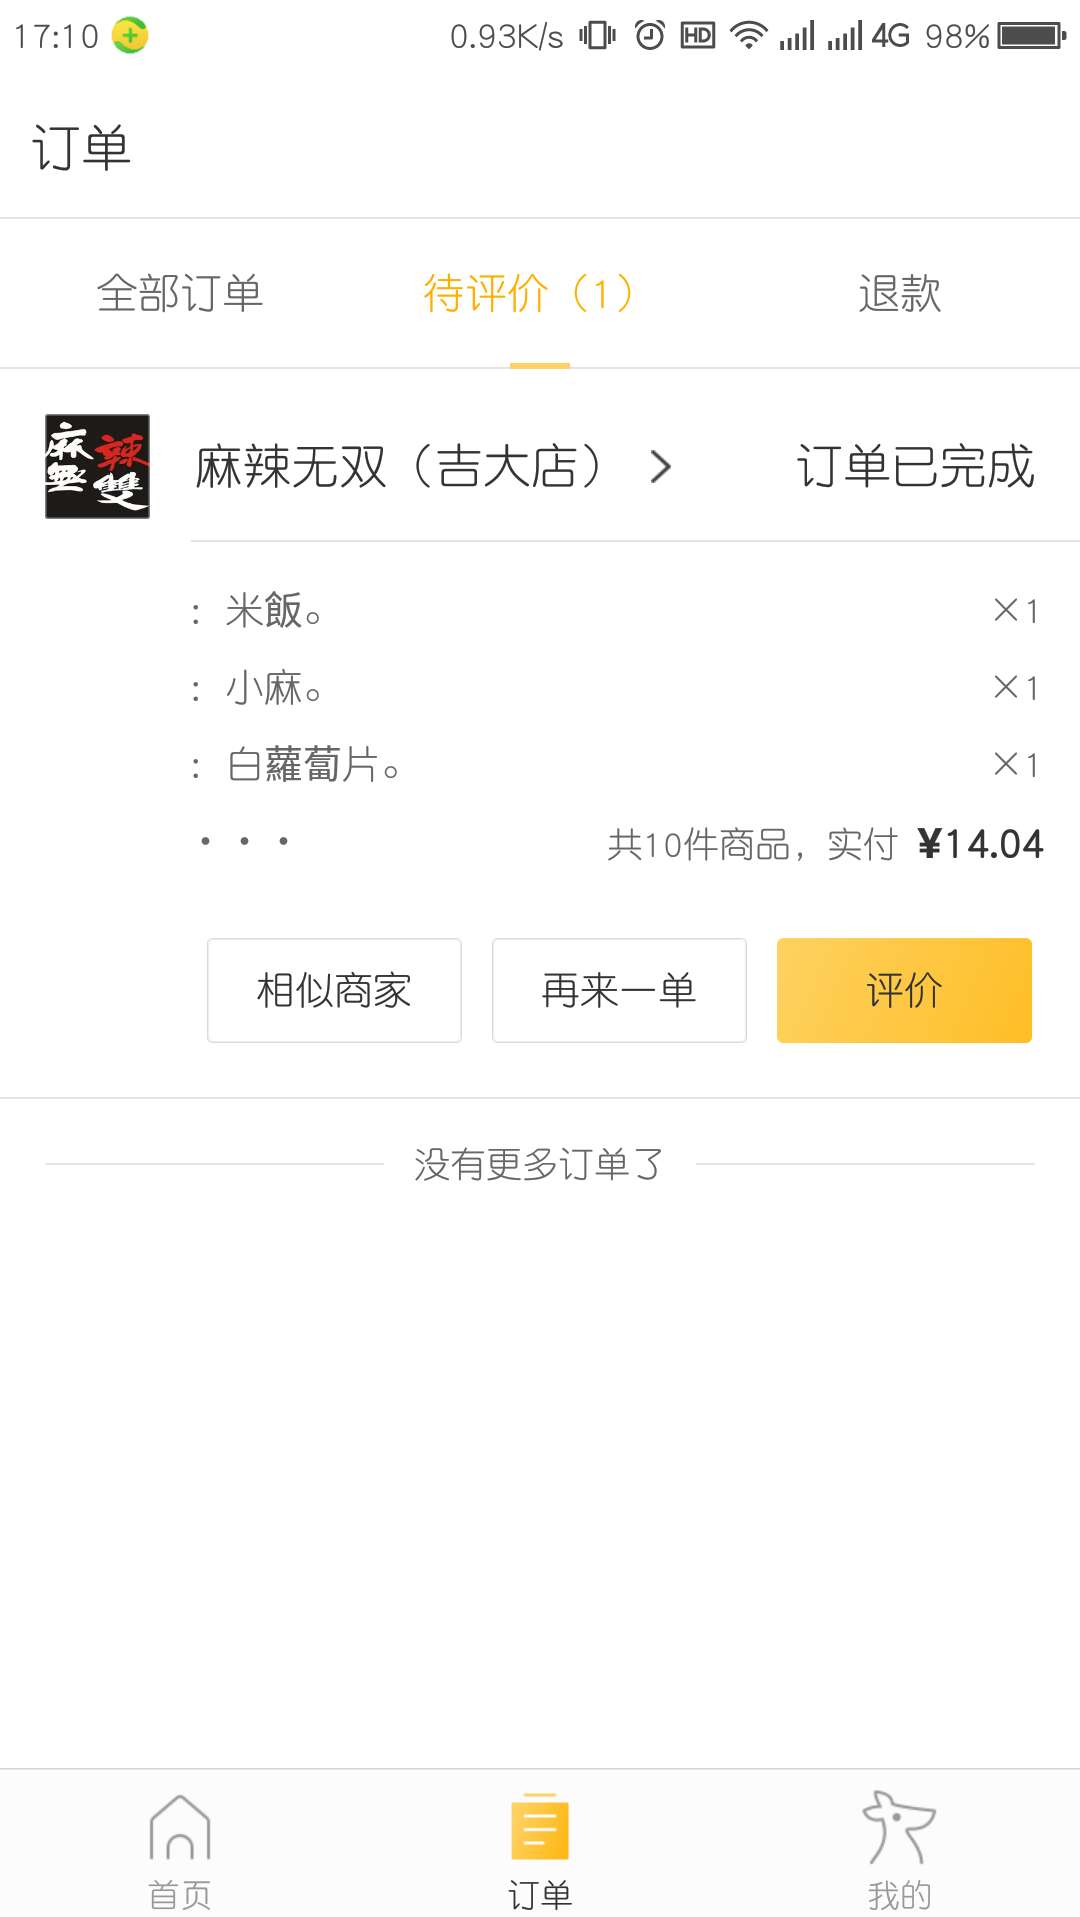 17:10 0.93K/s HD 4G 98%
订单
全部订单 待评价（1） 退款
麻辣無雙
麻辣无双（吉大店） > 订单已完成
：米飯。 ×1
：小麻。 ×1
：白蘿蔔片。 ×1
··· 共10件商品，实付 ¥14.04
相似商家 再来一单 评价
没有更多订单了
首页 订单 我的